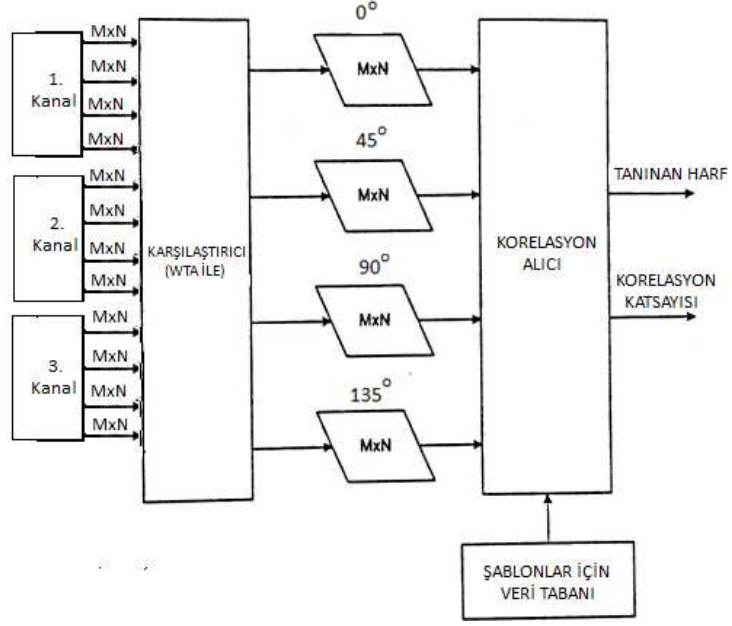 1.
Kanal
MxN
MxN
MxN
MxN
2.
Kanal
MxN
MxN
MxN
MxN
3.
Kanal
MxN
MxN
MxN
MxN
KARŞILAŞTIRICI
(WTA İLE)
0°
MxN
45°
MxN
90°
MxN
135°
MxN
KORELASYON
ALICI
TANINAN HARF
KORELASYON
KATSAYISI
ŞABLONLAR İÇİN
VERİ TABANI